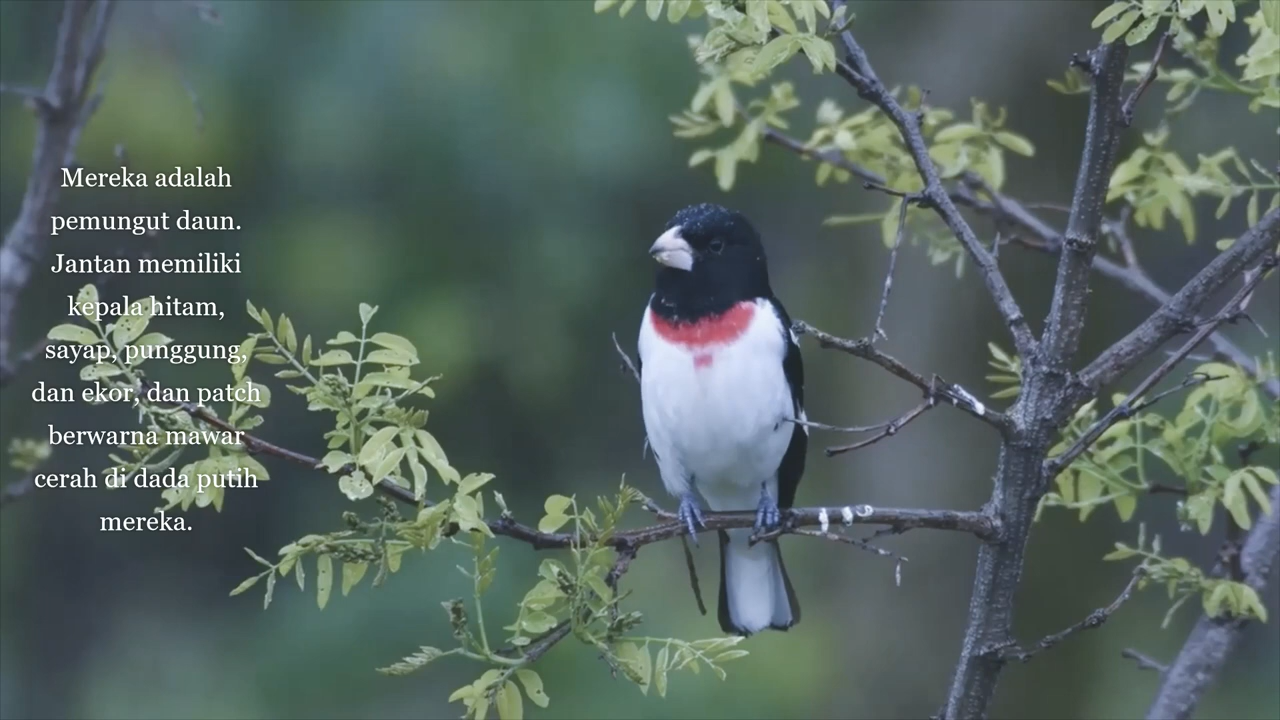 Mereka adalah
pemungut daun.
Jantan memiliki
kepala hitam,
sayap, punggung,
dan ekor, dan patch
berwarna mawar
cerah di dada putih
mereka.